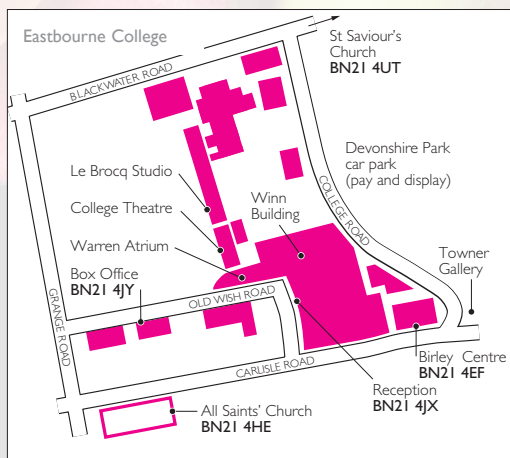 Eastbourne College
St Saviour's
Church
BN21 4UT
BLACKWATER ROAD
Devonshire Park
car park
(pay and display)
COLLEGE ROAD
Le Brocq Studio
College Theatre
Winn
Building
Warren Atrium
Box Office
BN21 4JY
Towner
Gallery
OLD WISH ROAD
GRANGE ROAD
CARLISLE ROAD
Birley Centre
BN21 4EF
Reception
BN21 4JX
All Saints' Church
BN21 4HE